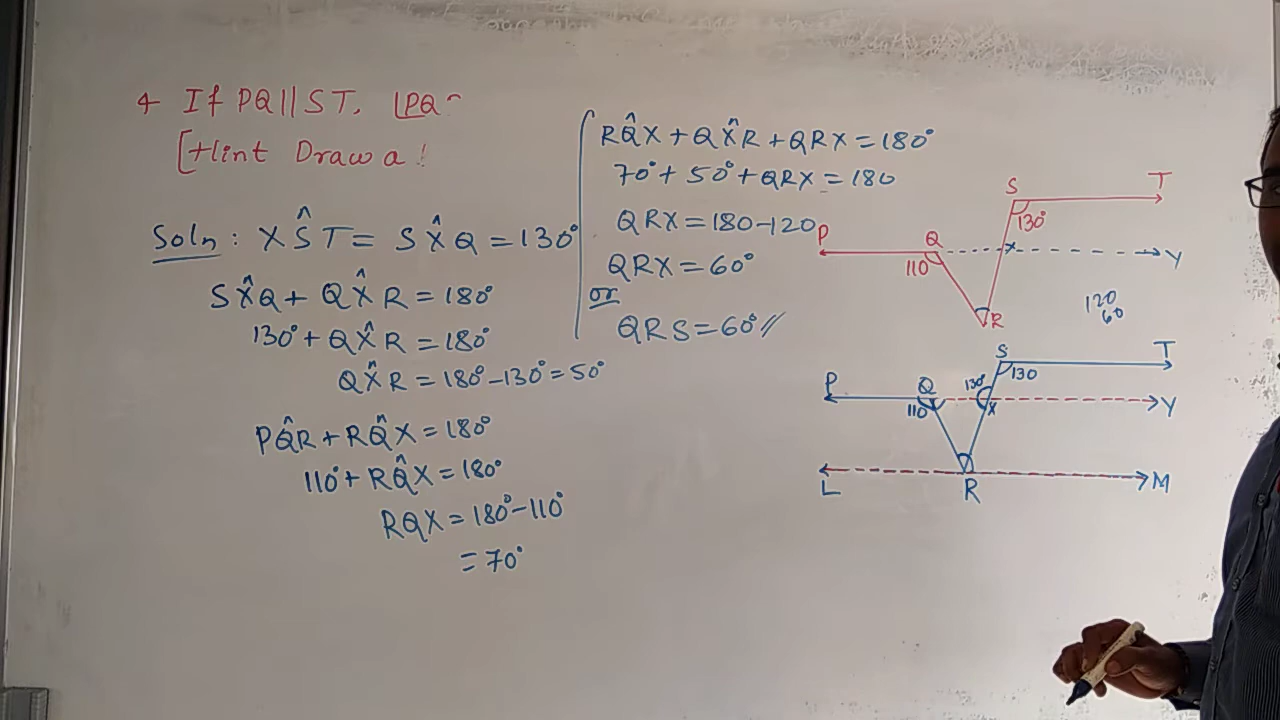 4 If PQ||ST, ∠PQ
[Hint Draw a
Soln : XŜT = SX̂Q = 130°
SX̂Q + QX̂R = 180°
130° + QX̂R = 180°
QX̂R = 180° - 130° = 50°
PQ̂R + RQ̂X = 180°
110° + RQ̂X = 180°
RQX = 180° - 110°
= 70°
RQ̂X + QX̂R + QRX = 180°
70° + 50° + QRX = 180
QRX = 180 - 120
QRX = 60°
or
QRS = 60° //
S T
130°
P Q X Y
110
R
120
60
S T
130
P Q 130° X Y
110
L R M